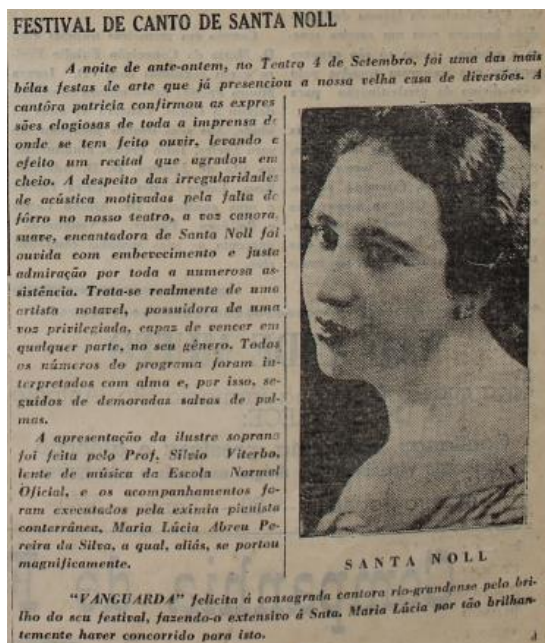 FESTIVAL DE CANTO DE SANTA NOLL
A noite de ante-ontem, no Teatro 4 de Setembro, foi uma das mais
bélas festas de arte que já presenciou a nossa velha casa de diversões. A
cantôra patricia confirmou as expres
sões elogiosas de toda a imprensa de
onde se tem feito ouvir, levando a
efeito um recital que agradou em
cheio. A despeito das irregularidades
de acústica motivadas pela falta de
fôrro no nosso teatro, a voz canora,
suave, encantadora de Santa Noll foi
ouvida com embevecimento e justa
admiração por toda a numerosa as-
sistência. Trata-se realmente de uma
artista notavel, possuidora de uma
voz privilegiada, capaz de vencer em
qualquer parte, no seu gênero. Todos
os números do programa foram in-
terpretados com alma e, por isso, se-
guidos de demoradas salvas de pal-
mas.
A apresentação da ilustre soprano
foi feita pelo Prof. Silvio Viterbo,
lente de música da Escola Normal
Oficial, e os acompanhamentos fo-
ram executados pela eximia pianista
conterrânea, Maria Lúcia Abreu Pe-
reira da Silva, a qual, aliás, se portou
magnificamente.
SANTA NOLL
"VANGUARDA" felicita á consagrada cantora rio-grandense pelo bri-
lho do seu festival, fazendo-o extensivo á Snta. Maria Lúcia por tão brilhan-
temente haver concorrido para isto.